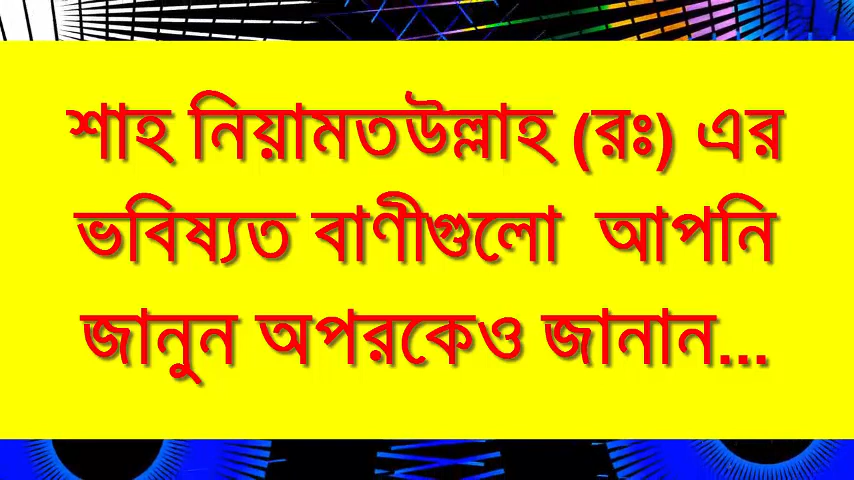 শাহ নিয়ামতউল্লাহ (রঃ) এর
ভবিষ্যত বাণীগুলো আপনি
জানুন অপরকেও জানান...